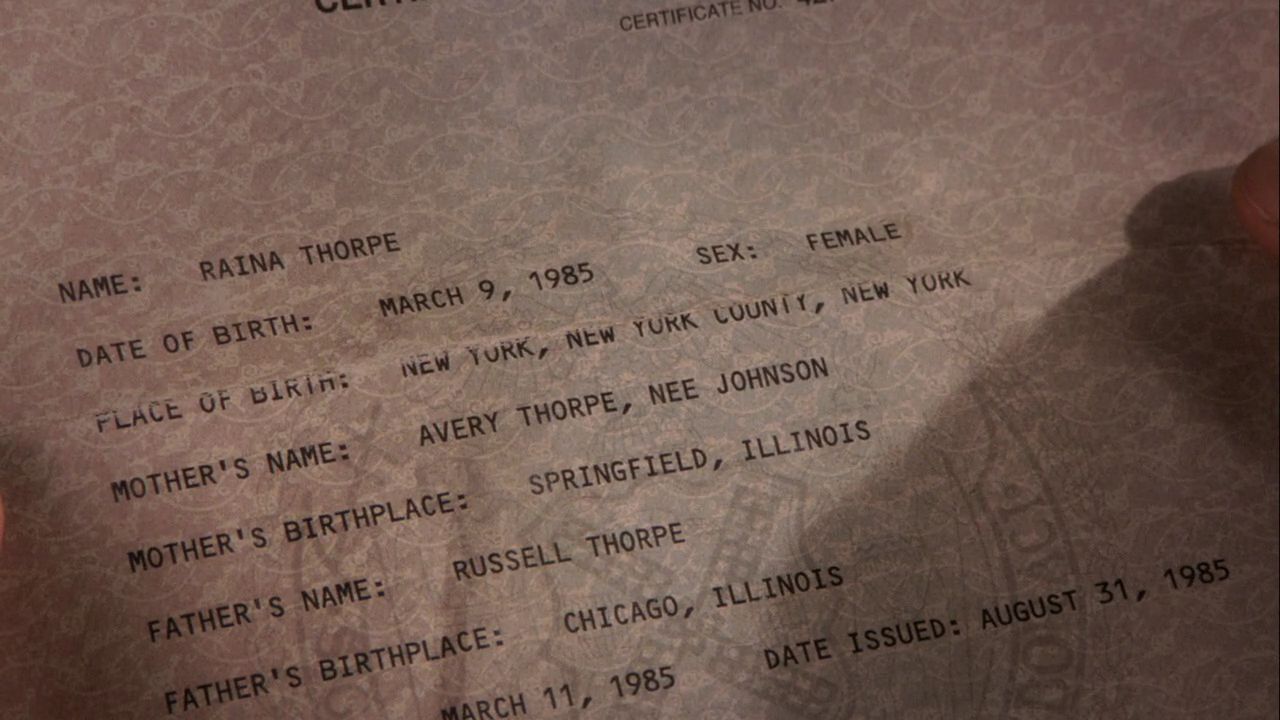 CERTIFICATE NO.
NAME: RAINA THORPE
DATE OF BIRTH: MARCH 9, 1985 SEX: FEMALE
PLACE OF BIRTH: NEW YORK, NEW YORK COUNTY, NEW YORK
MOTHER'S NAME: AVERY THORPE, NEE JOHNSON
MOTHER'S BIRTHPLACE: SPRINGFIELD, ILLINOIS
FATHER'S NAME: RUSSELL THORPE
FATHER'S BIRTHPLACE: CHICAGO, ILLINOIS
MARCH 11, 1985 DATE ISSUED: AUGUST 31, 1985